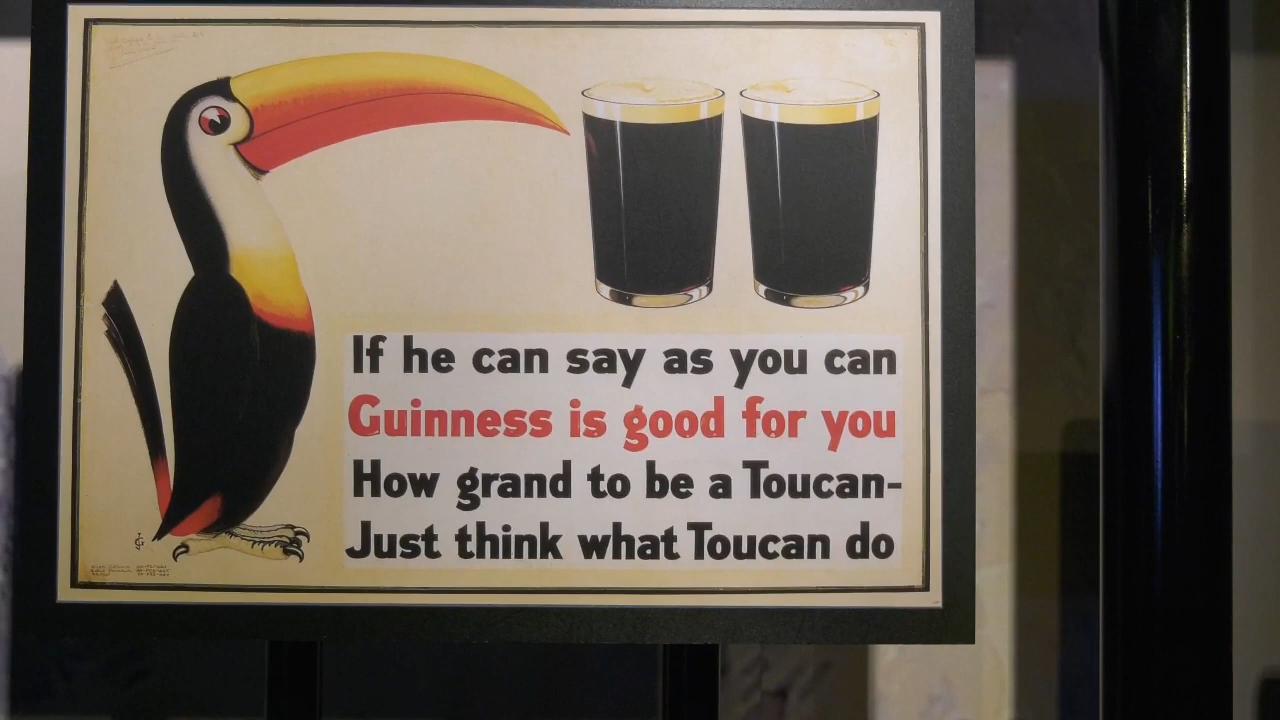 If he can say as you can
Guinness is good for you
How grand to be a Toucan-
Just think what Toucan do